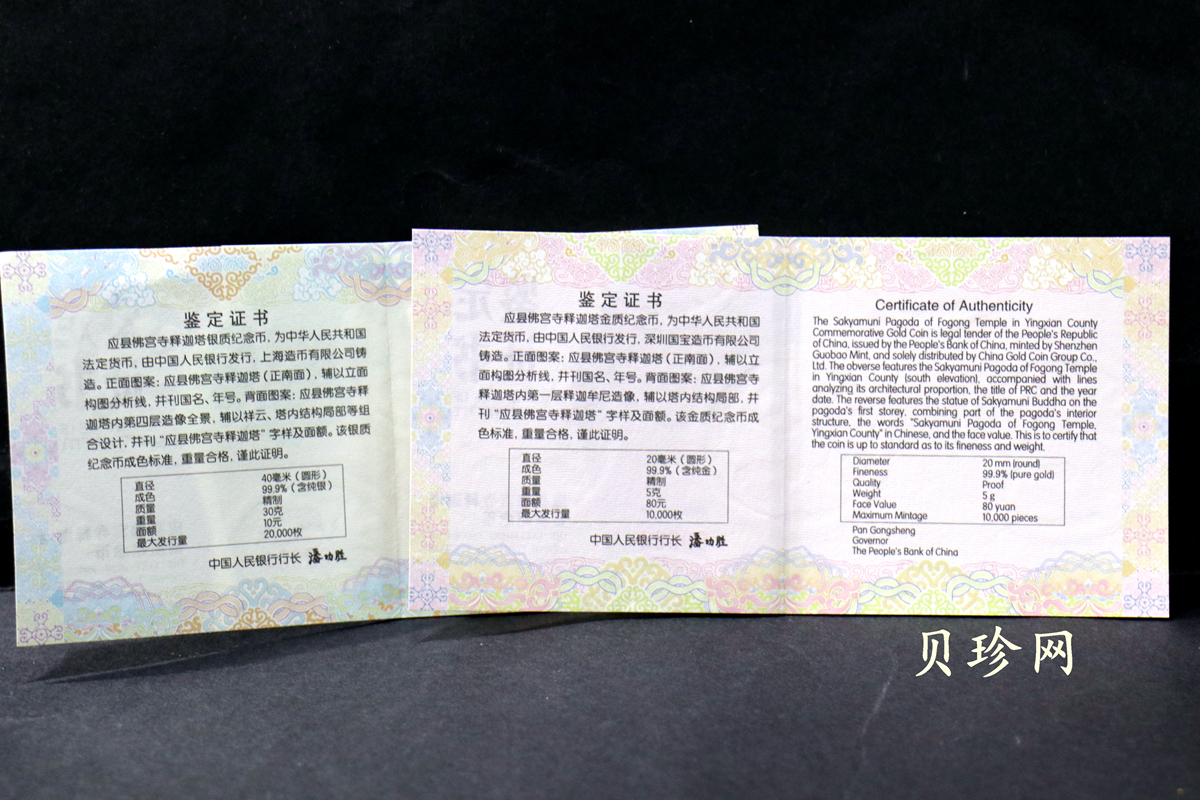 鉴定证书
应县佛宫寺释迦塔银质纪念币，为中华人民共和国
法定货币，由中国人民银行发行，上海造币有限公司铸
造。正面图案：应县佛宫寺释迦塔（正南面），辅以立面
构图分析线，并刊国名、年号。背面图案：应县佛宫寺释
迦塔内第四层造像全景，辅以祥云、塔内结构局部等组
合设计，并刊“应县佛宫寺释迦塔”字样及面额。该银质
纪念币成色标准，重量合格，谨此证明。
直径 40毫米（圆形）
成色 99.9%（含纯银）
质量 精制
重量 30克
面额 10元
最大发行量 20,000枚
中国人民银行行长 潘功胜
鉴定证书
应县佛宫寺释迦塔金质纪念币，为中华人民共和国
法定货币，由中国人民银行发行，深圳国宝造币有限公司
铸造。正面图案：应县佛宫寺释迦塔（正南面），辅以立
面构图分析线，并刊国名、年号。背面图案：应县佛宫寺
释迦塔内第一层释迦牟尼造像，辅以塔内结构局部，并
刊“应县佛宫寺释迦塔”字样及面额。该金质纪念币成
色标准，重量合格，谨此证明。
直径 20毫米（圆形）
成色 99.9%（含纯金）
质量 精制
重量 5克
面额 80元
最大发行量 10,000枚
中国人民银行行长 潘功胜
Certificate of Authenticity
The Sakyamuni Pagoda of Fogong Temple in Yingxian County
Commemorative Gold Coin is legal tender of the People's Republic
of China, issued by the People's Bank of China, minted by Shenzhen
Guobao Mint, and solely distributed by China Gold Coin Group Co.,
Ltd. The obverse features the Sakyamuni Pagoda of Fogong Temple
in Yingxian County (south elevation), accompanied with lines
analyzing its architectural proportion, the title of PRC and the year
date. The reverse features the statue of Sakyamuni Buddha on the
pagoda's first storey, combining part of the pagoda's interior
structure, the words "Sakyamuni Pagoda of Fogong Temple,
Yingxian County" in Chinese, and the face value. This is to certify that
the coin is up to standard as to its fineness and weight.
Diameter 20 mm (round)
Fineness 99.9% (pure gold)
Quality Proof
Weight 5 g
Face Value 80 yuan
Maximum Mintage 10,000 pieces
Pan Gongsheng
Governor
The People's Bank of China
贝珍网